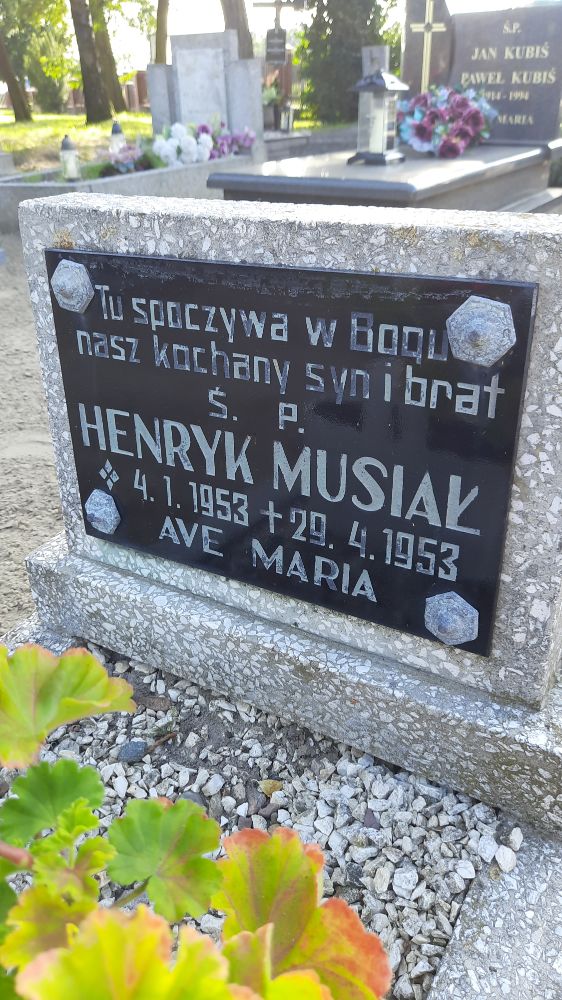 Ś.P.
JAN KUBIŚ
PAWEŁ KUBIŚ
1914 - 1994
MARIA
Tu spoczywa w Bogu
nasz kochany syn i brat
Ś. P.
HENRYK MUSIAŁ
4. 1. 1953 + 29. 4. 1953
AVE MARIA